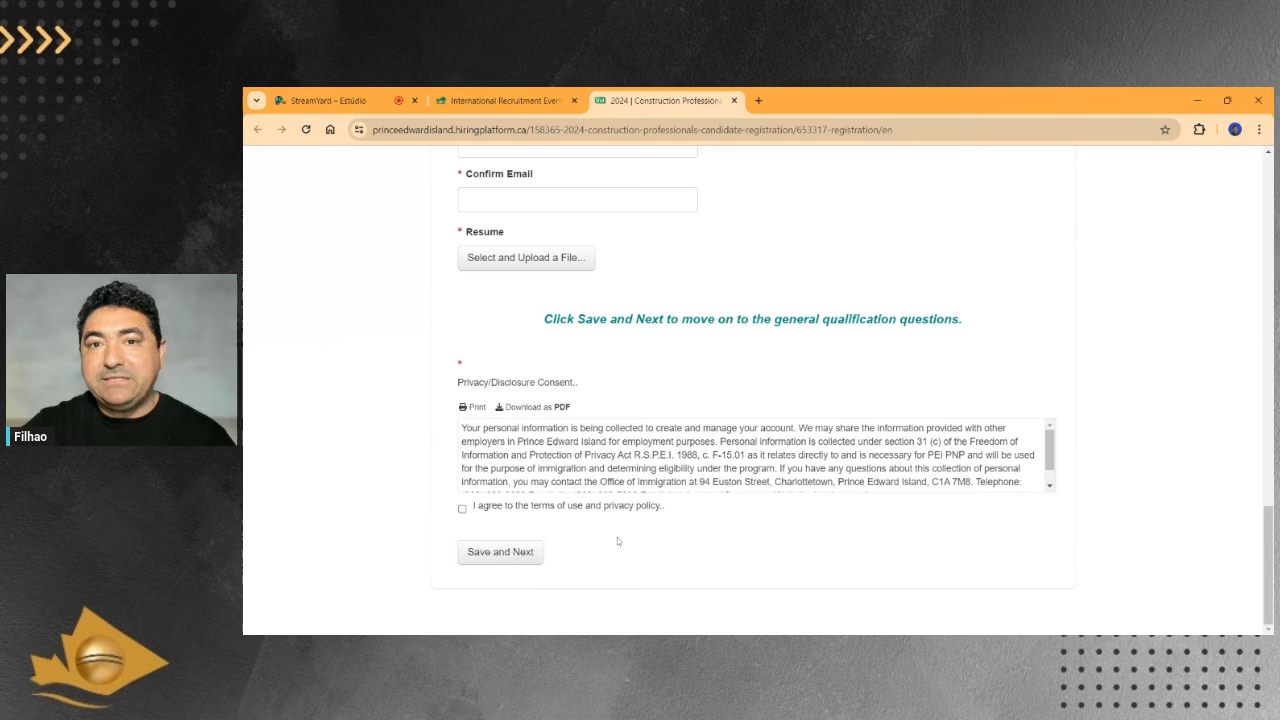 StreamYard – Estúdio
International Recruitment Even
2024 | Construction Professiona
princeedwardisland.hiringplatform.ca/158365-2024-construction-professionals-candidate-registration/653317-registration/en
* Confirm Email
* Resume
Select and Upload a File...
Click Save and Next to move on to the general qualification questions.
*
Privacy/Disclosure Consent..
Print Download as PDF
Your personal information is being collected to create and manage your account. We may share the information provided with other
employers in Prince Edward Island for employment purposes. Personal information is collected under section 31 (c) of the Freedom of
Information and Protection of Privacy Act R.S.P.E.I. 1988, c. F-15.01 as it relates directly to and is necessary for PEI PNP and will be used
for the purpose of immigration and determining eligibility under the program. If you have any questions about this collection of personal
information, you may contact the Office of Immigration at 94 Euston Street, Charlottetown, Prince Edward Island, C1A 7M8. Telephone:
I agree to the terms of use and privacy policy..
Save and Next
Filhao